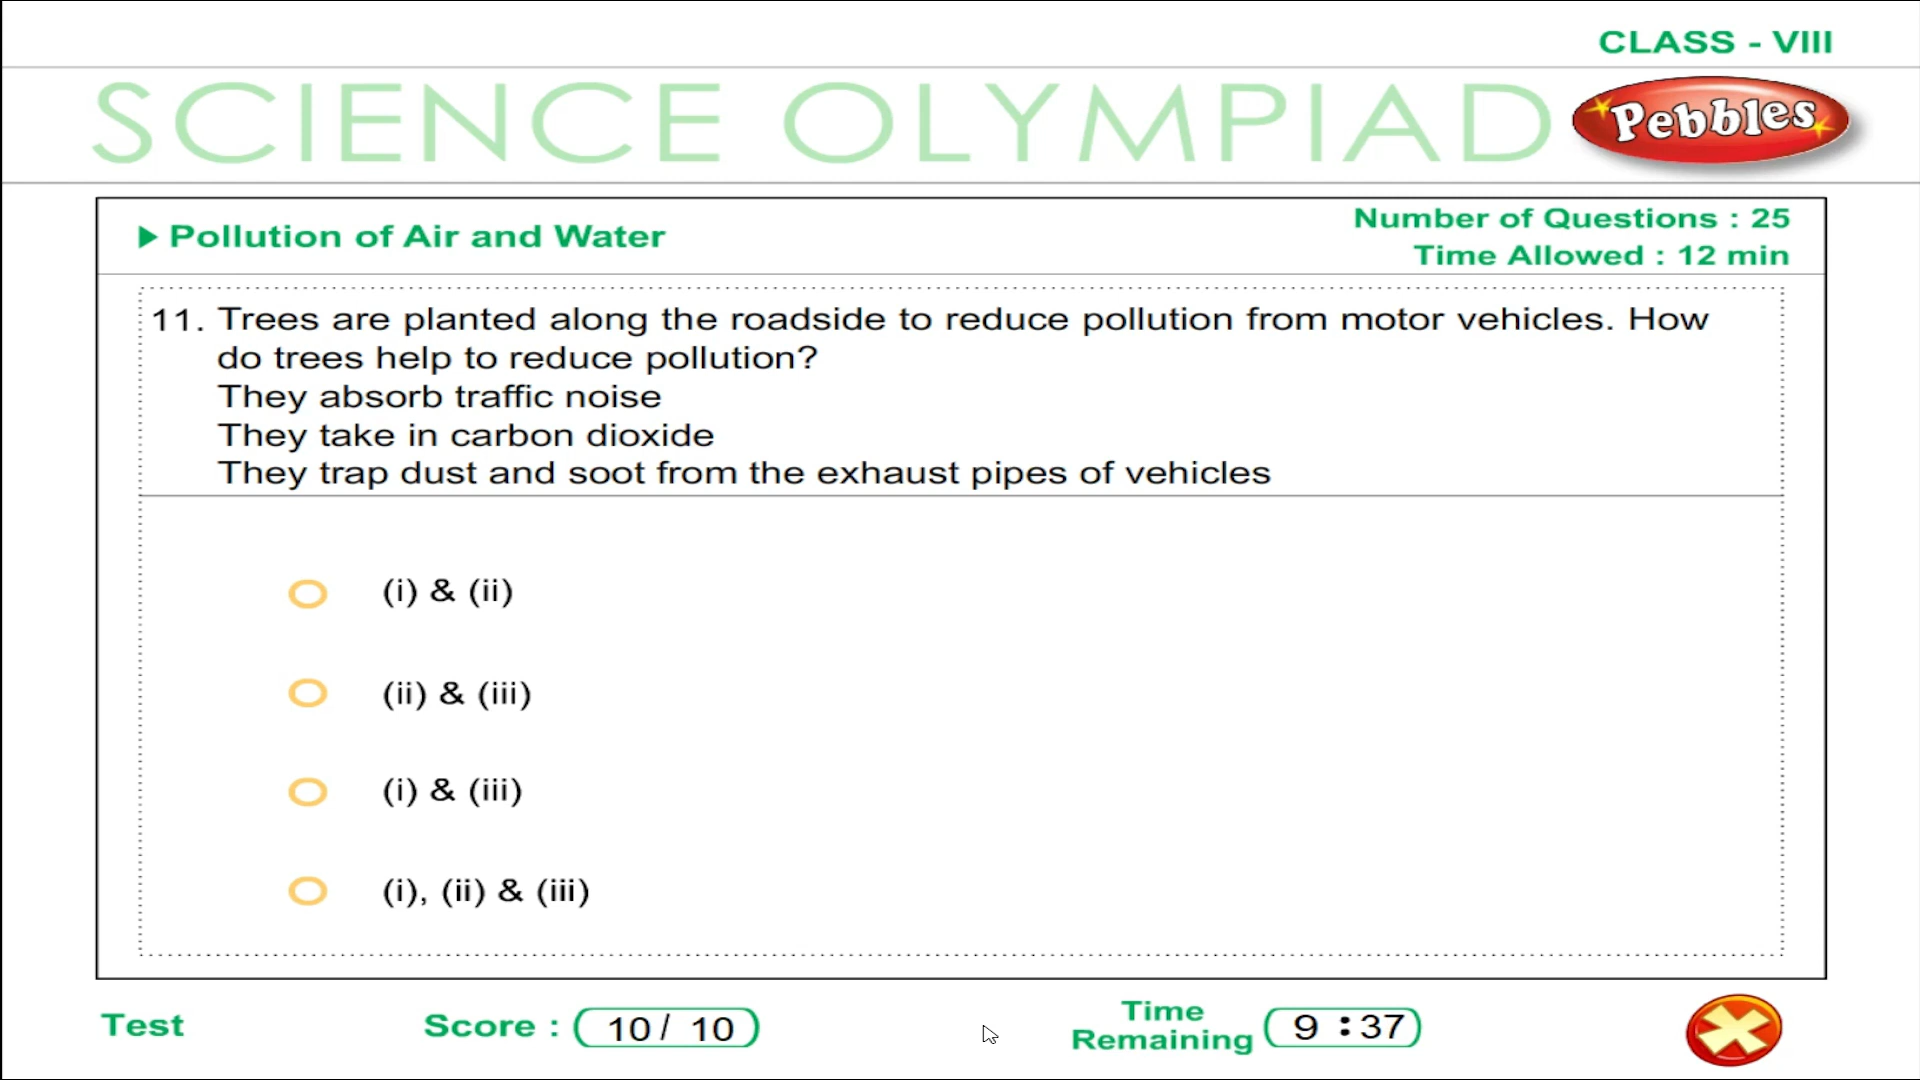 CLASS - VIII
SCIENCE OLYMPIAD
Pebbles
Pollution of Air and Water
Number of Questions : 25
Time Allowed : 12 min
11. Trees are planted along the roadside to reduce pollution from motor vehicles. How
do trees help to reduce pollution?
They absorb traffic noise
They take in carbon dioxide
They trap dust and soot from the exhaust pipes of vehicles
(i) & (ii)
(ii) & (iii)
(i) & (iii)
(i), (ii) & (iii)
Test
Score : 10 / 10
Time
Remaining 9 : 37